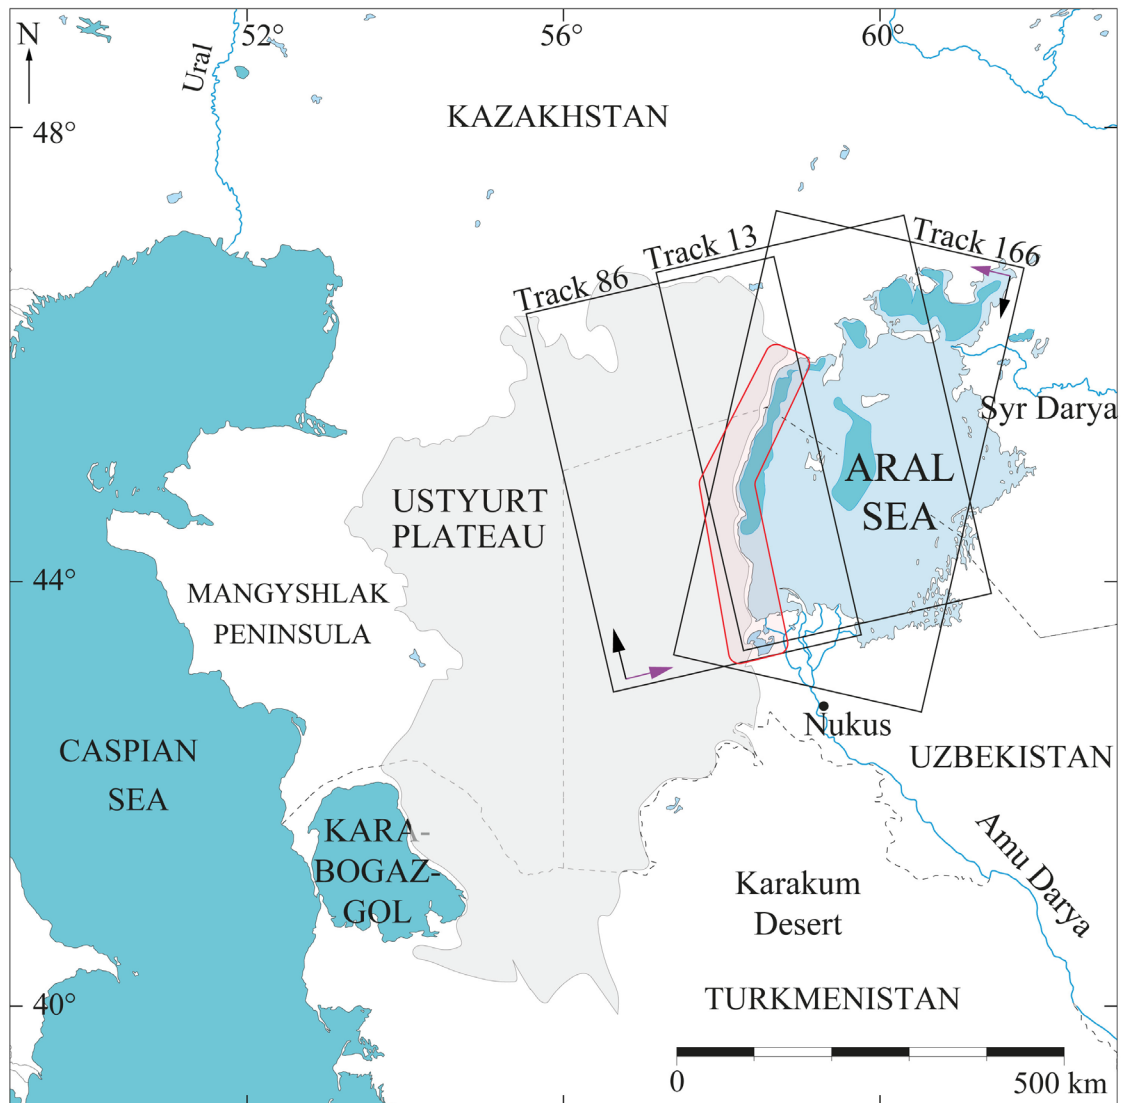 N
52°
56°
60°
Ural
48°
KAZAKHSTAN
Track 166
Track 13
Track 86
Syr Darya
ARAL
SEA
USTYURT
PLATEAU
44°
MANGYSHLAK
PENINSULA
Nukus
CASPIAN
SEA
UZBEKISTAN
KARA-
BOGAZ-
GOL
Amu Darya
Karakum
Desert
40°
TURKMENISTAN
0
500 km